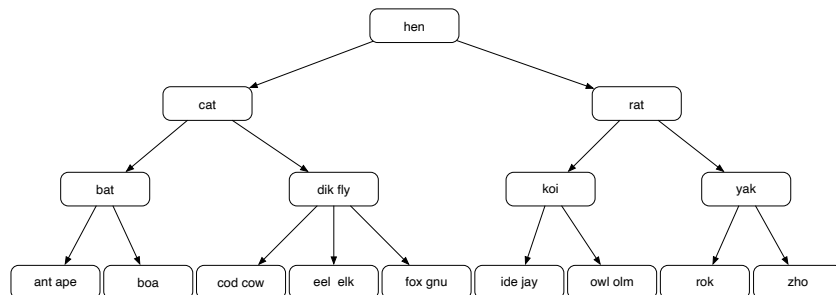 hen
cat rat
bat dik fly koi yak
ant ape boa cod cow eel elk fox gnu ide jay owl olm rok zho